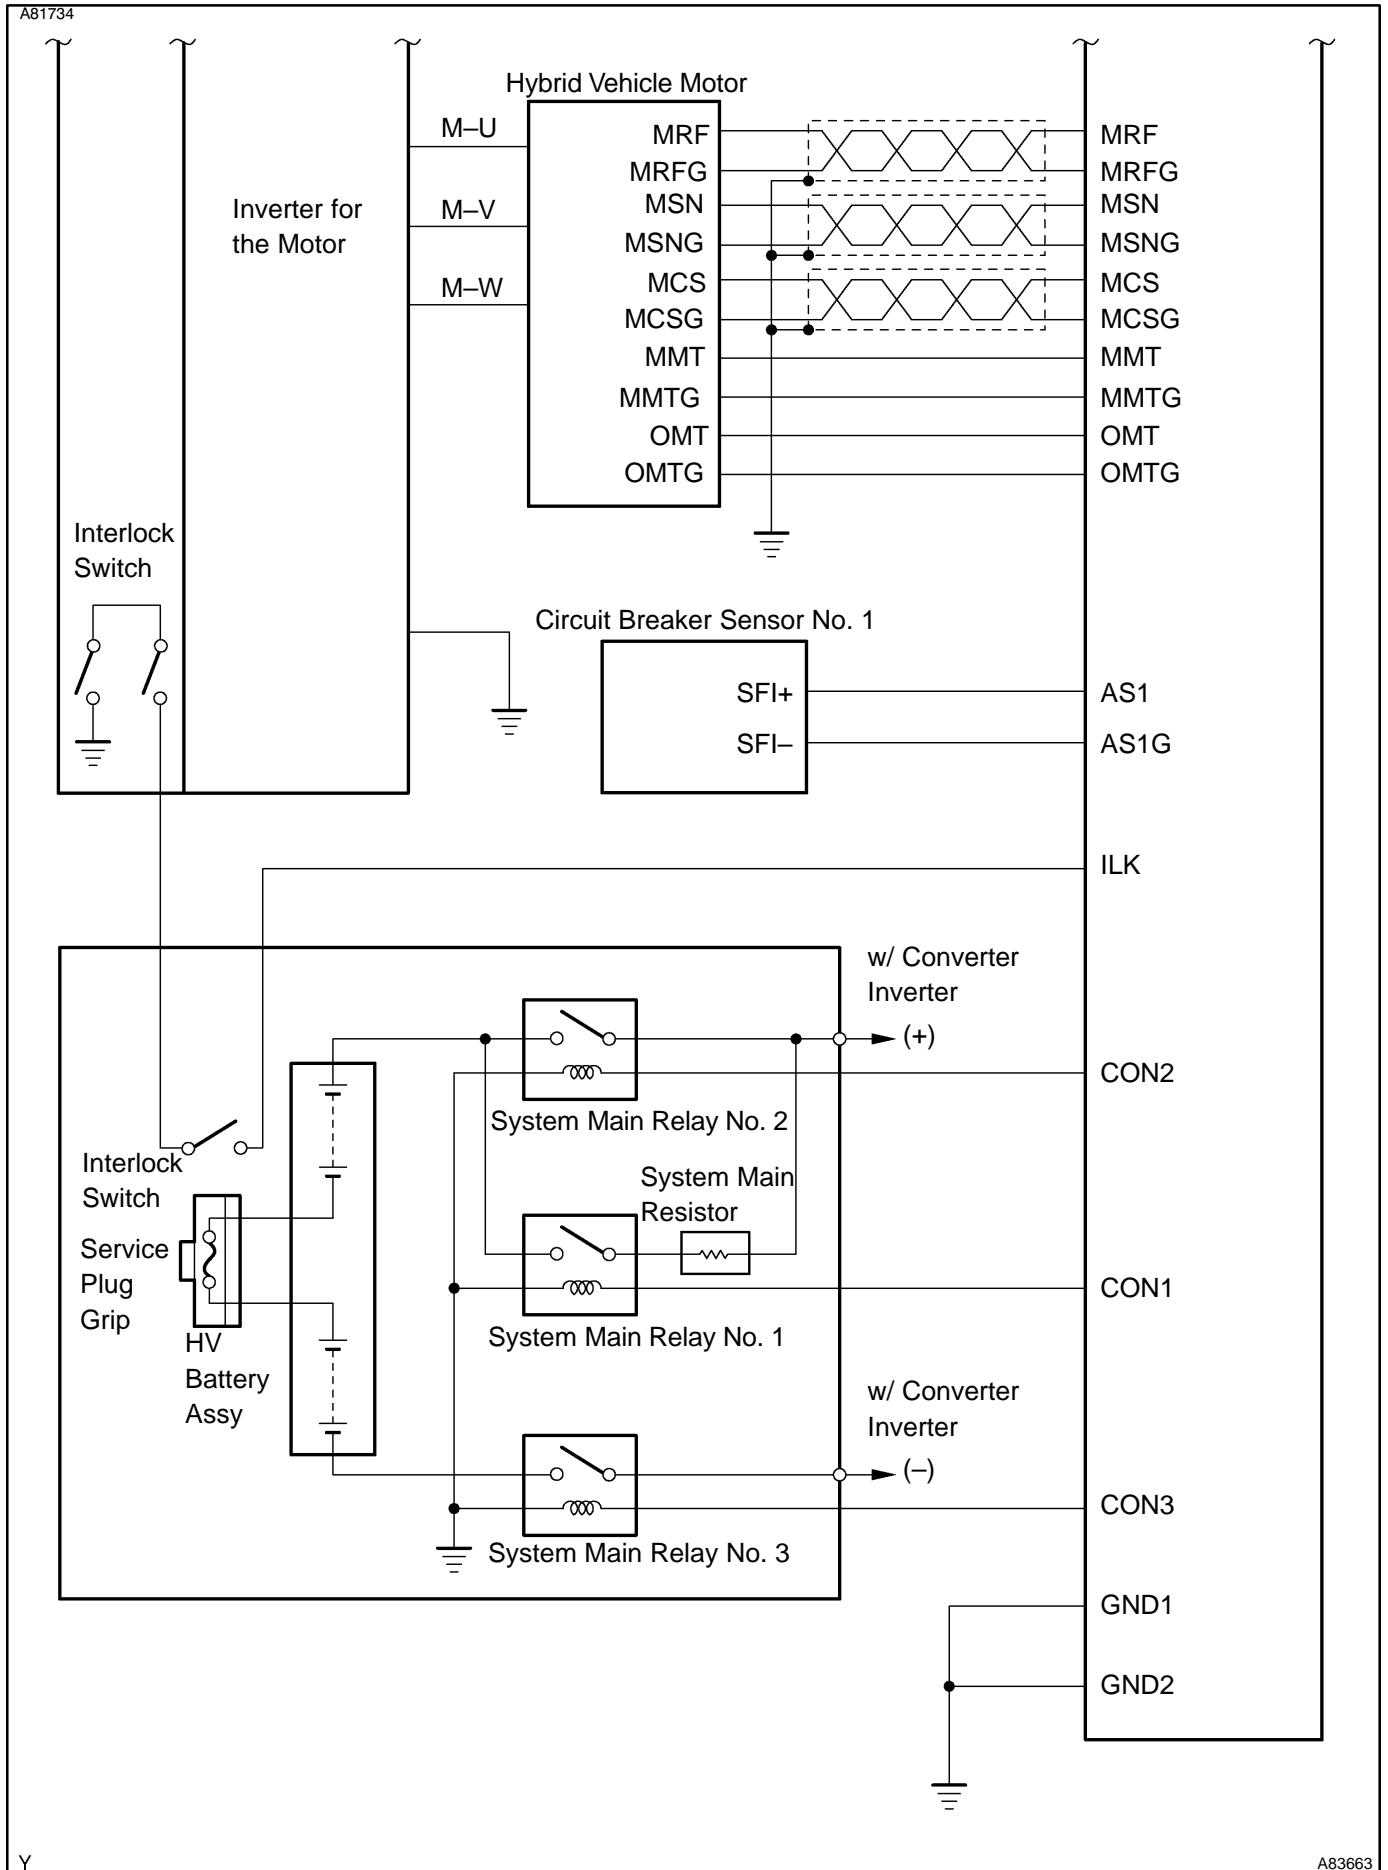 A81734
Hybrid Vehicle Motor
M–U
MRF
MRF
MRFG
MRFG
Inverter for
the Motor
M–V
MSN
MSN
MSNG
MSNG
M–W
MCS
MCS
MCSG
MCSG
MMT
MMT
MMTG
MMTG
OMT
OMT
OMTG
OMTG
Interlock
Switch
Circuit Breaker Sensor No. 1
SFI+
AS1
SFI–
AS1G
ILK
w/ Converter
Inverter
(+)
CON2
System Main Relay No. 2
Interlock
Switch
System Main
Resistor
Service
Plug
Grip
CON1
System Main Relay No. 1
HV
Battery
Assy
w/ Converter
Inverter
(–)
CON3
System Main Relay No. 3
GND1
GND2
Y
A83663